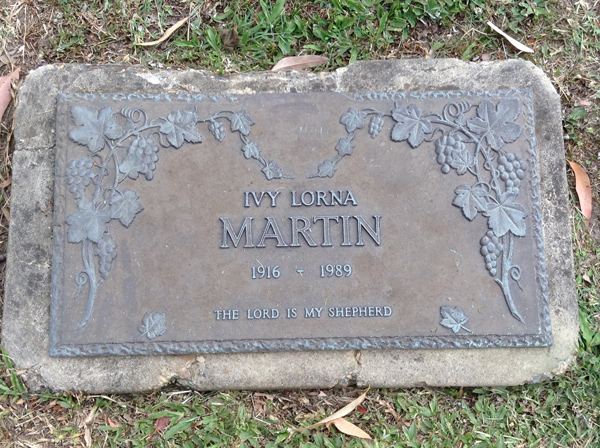 IVY LORNA
MARTIN
1916 - 1989
THE LORD IS MY SHEPHERD